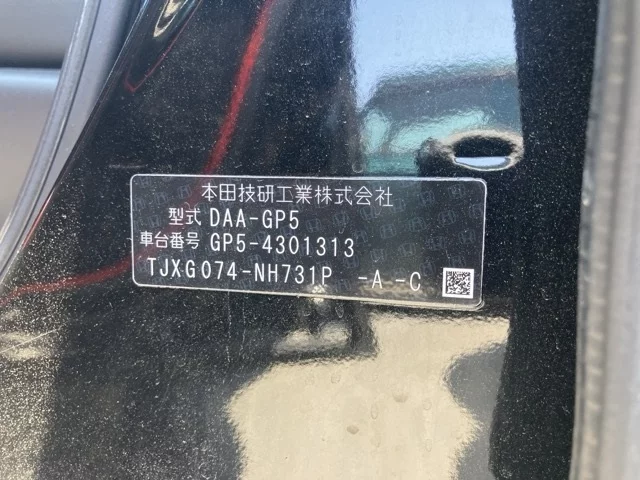 本田技研工業株式会社
型式 DAA-GP5
車台番号 GP5-4301313
TJXG074-NH731P -A -C